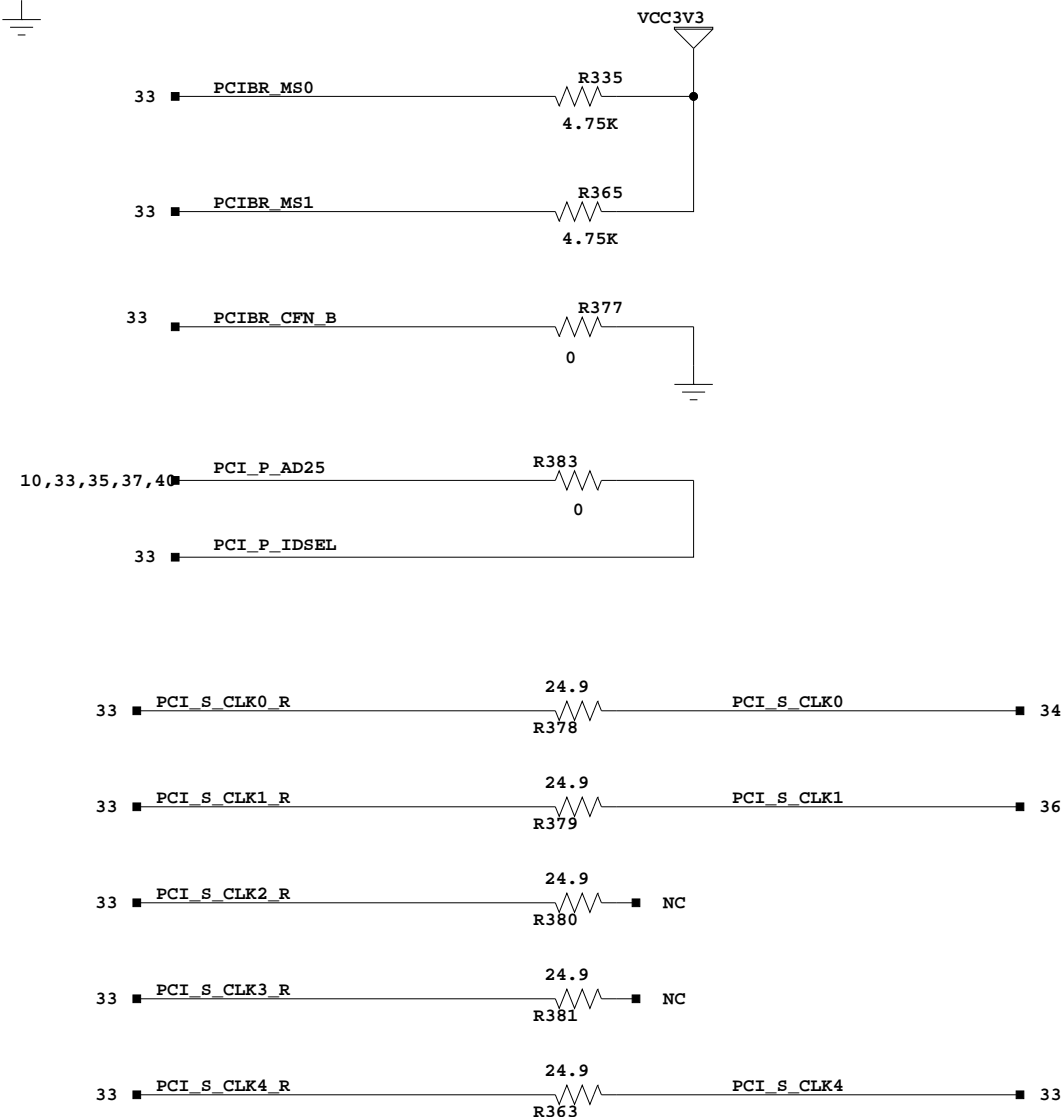 VCC3V3
33 PCIBR_MS0 R335
4.75K
33 PCIBR_MS1 R365
4.75K
33 PCIBR_CFN_B R377
0
10,33,35,37,40 PCI_P_AD25 R383
0
33 PCI_P_IDSEL
24.9
33 PCI_S_CLK0_R PCI_S_CLK0 34
R378
24.9
33 PCI_S_CLK1_R PCI_S_CLK1 36
R379
24.9
33 PCI_S_CLK2_R NC
R380
24.9
33 PCI_S_CLK3_R NC
R381
24.9
33 PCI_S_CLK4_R PCI_S_CLK4 33
R363